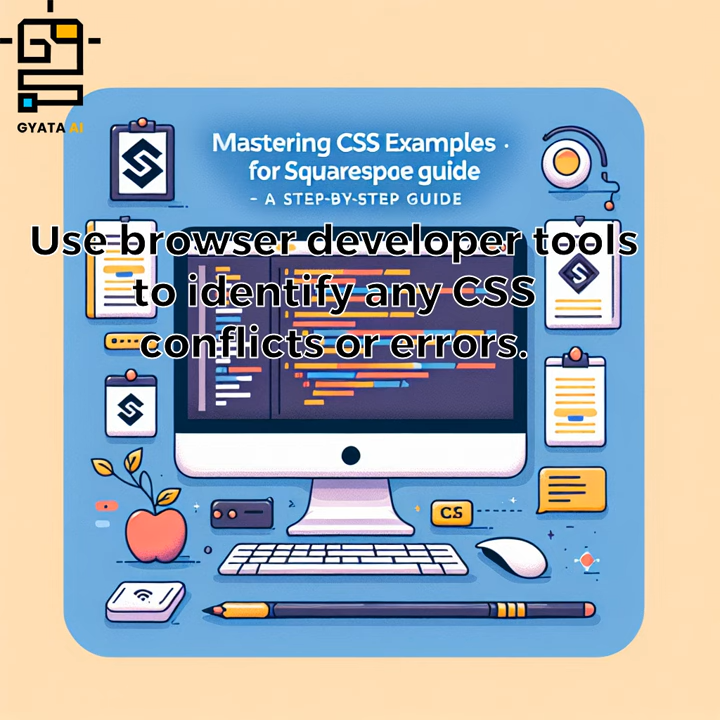 GYATA AI
Mastering CSS Examples .
for Squarespoe guide
- A STEP-BY-STEP GUIDE
Use browser developer tools
to identify any CSS
conflicts or errors.
CS